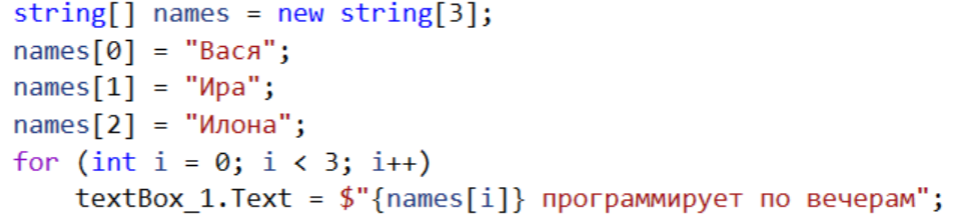 string[] names = new string[3];
names[0] = "Вася";
names[1] = "Ира";
names[2] = "Илона";
for (int i = 0; i < 3; i++)
    textBox_1.Text = $"{names[i]} программирует по вечерам";